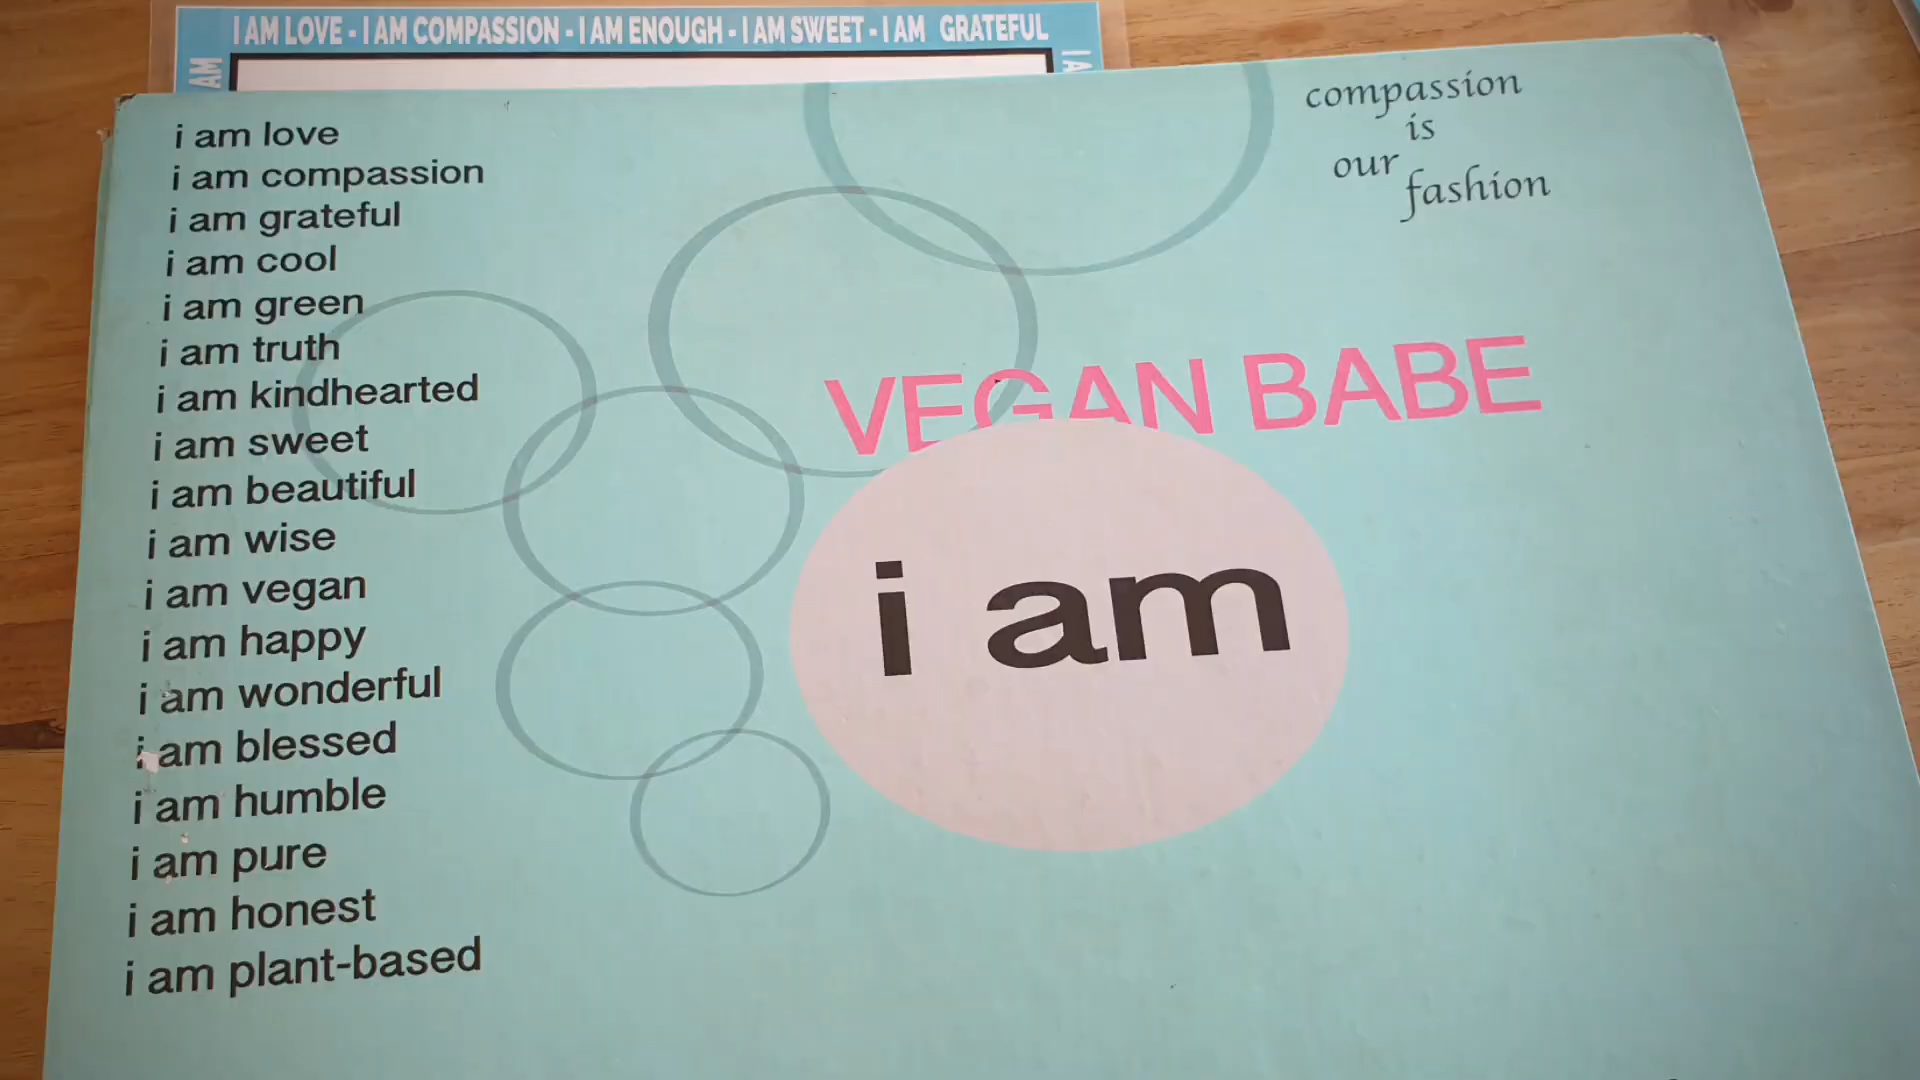 I AM LOVE - I AM COMPASSION - I AM ENOUGH - I AM SWEET - I AM GRATEFUL
AM
IA
i am love
i am compassion
i am grateful
i am cool
i am green
i am truth
i am kindhearted
i am sweet
i am beautiful
i am wise
i am vegan
i am happy
i am wonderful
i am blessed
i am humble
i am pure
i am honest
i am plant-based
compassion
is
our
fashion
VEGAN BABE
i am